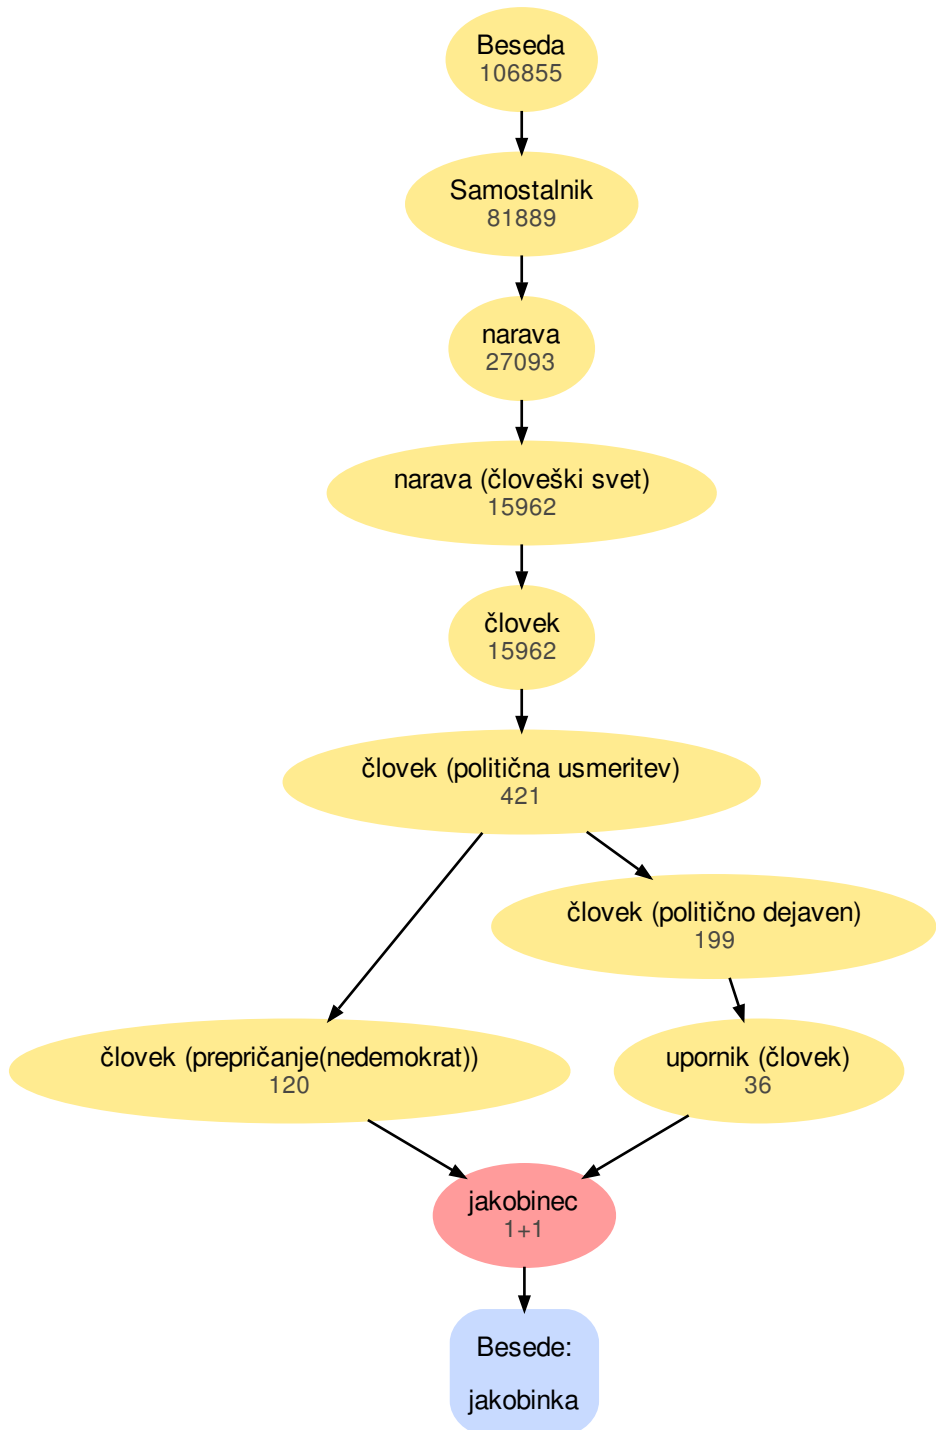 Beseda
106855
Samostalnik
81889
narava
27093
narava (človeški svet)
15962
človek
15962
človek (politična usmeritev)
421
človek (politično dejaven)
199
človek (prepričanje(nedemokrat))
120
upornik (človek)
36
jakobinec
1+1
Besede:
jakobinka